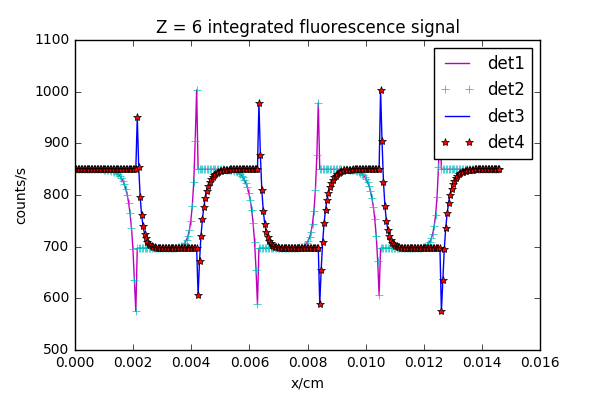 Z = 6 integrated fluorescence signal
1100
1000
900
800
700
600
500
counts/s
det1
det2
det3
det4
0.000 0.002 0.004 0.006 0.008 0.010 0.012 0.014 0.016
x/cm